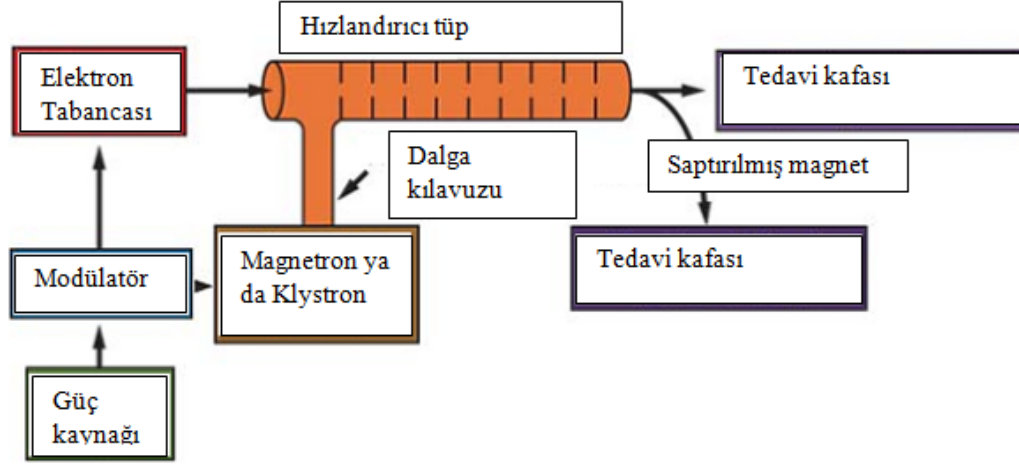 Hızlandırıcı tüp
Elektron
Tabancası
Tedavi kafası
Dalga
kılavuzu
Saptırılmış magnet
Modülatör
Magnetron ya
da Klystron
Tedavi kafası
Güç
kaynağı